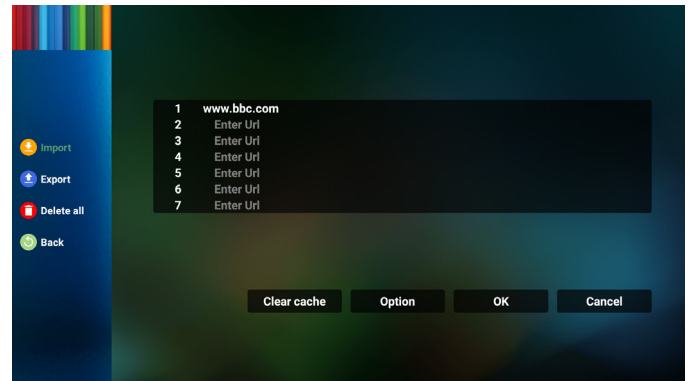 Import
Export
Delete all
Back
1 www.bbc.com
2 Enter Url
3 Enter Url
4 Enter Url
5 Enter Url
6 Enter Url
7 Enter Url
Clear cache Option OK Cancel